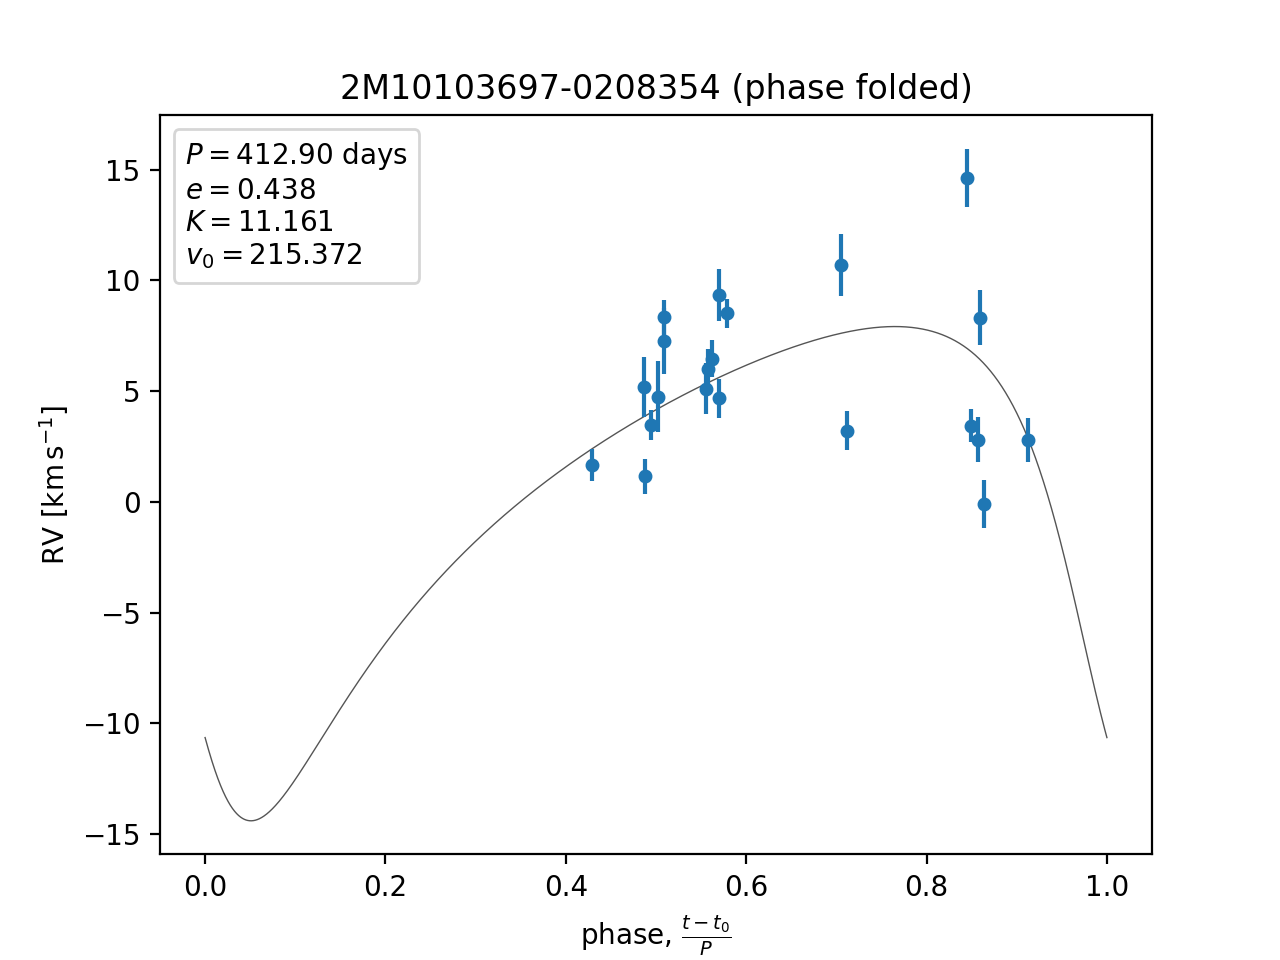 2M10103697-0208354 (phase folded)
P = 412.90 days
e = 0.438
K = 11.161
v₀ = 215.372
15
10
5
0
−5
−10
−15
RV [km s⁻¹]
0.0 0.2 0.4 0.6 0.8 1.0
phase, (t − t₀)/P